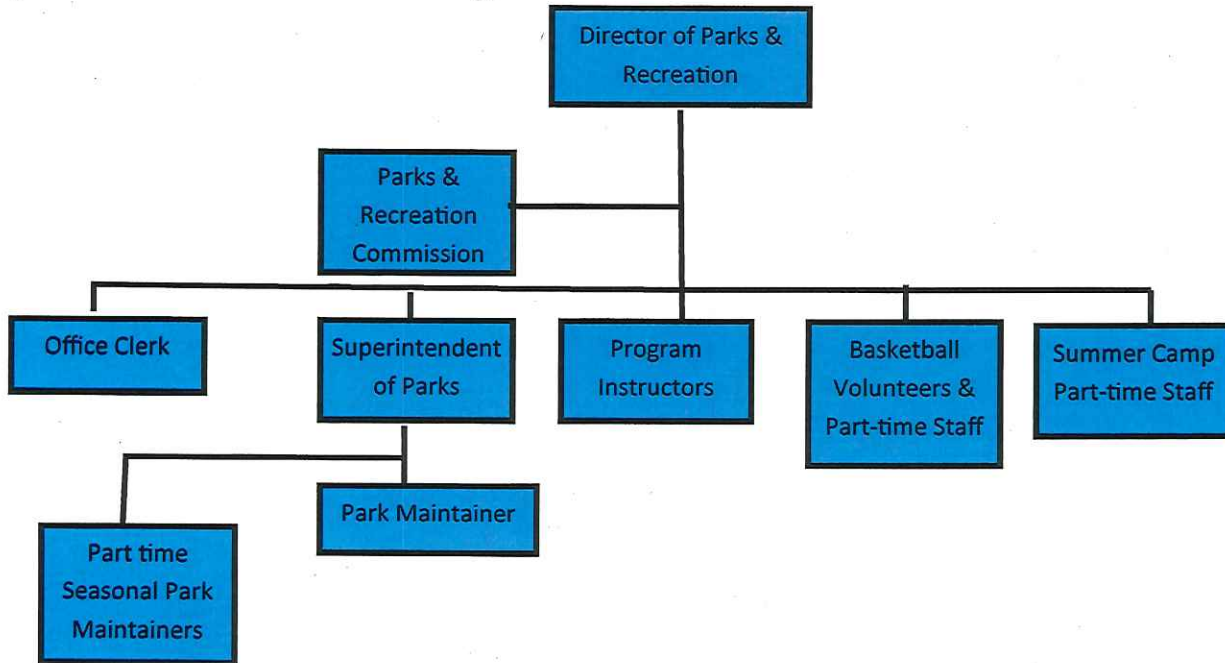 Director of Parks &
Recreation
Parks &
Recreation
Commission
Office Clerk
Superintendent
of Parks
Program
Instructors
Basketball
Volunteers &
Part-time Staff
Summer Camp
Part-time Staff
Park Maintainer
Part time
Seasonal Park
Maintainers